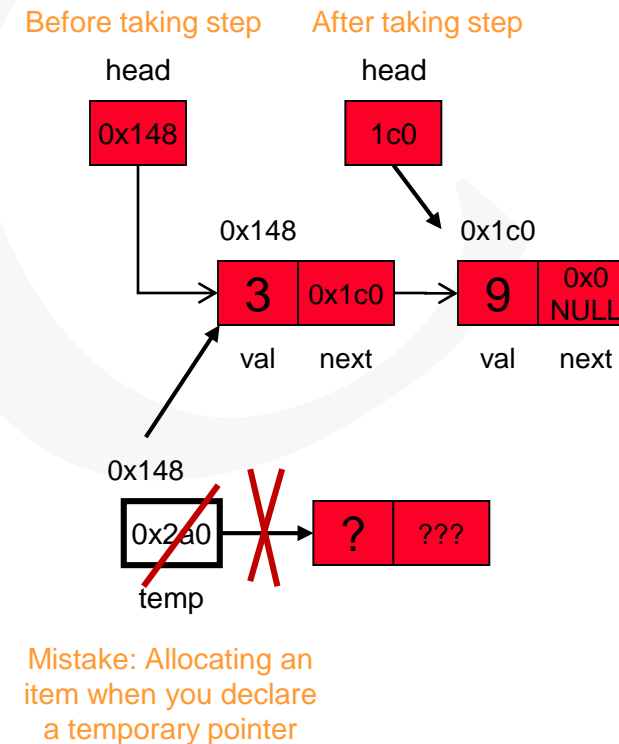 Before taking step
After taking step
head
head
0x148
1c0
0x148
0x1c0
3
0x1c0
9
0x0
NULL
val
next
val
next
0x148
0x2a0
?
???
temp
Mistake: Allocating an
item when you declare
a temporary pointer